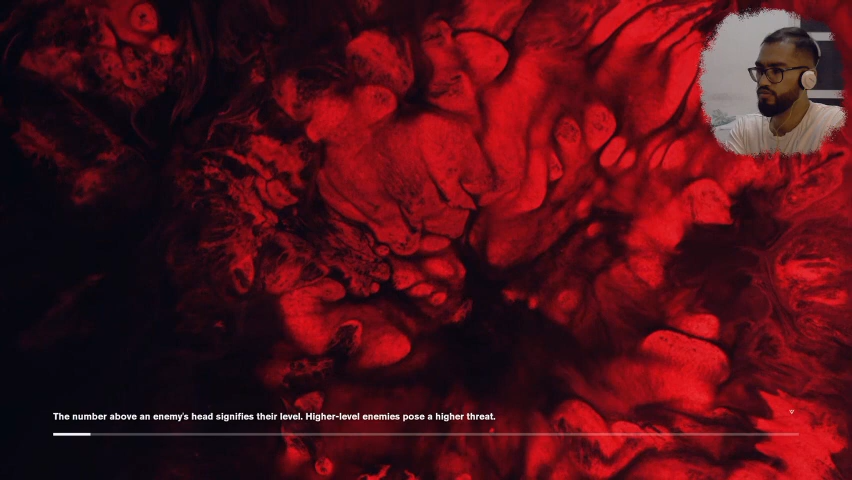 The number above an enemy's head signifies their level. Higher-level enemies pose a higher threat.